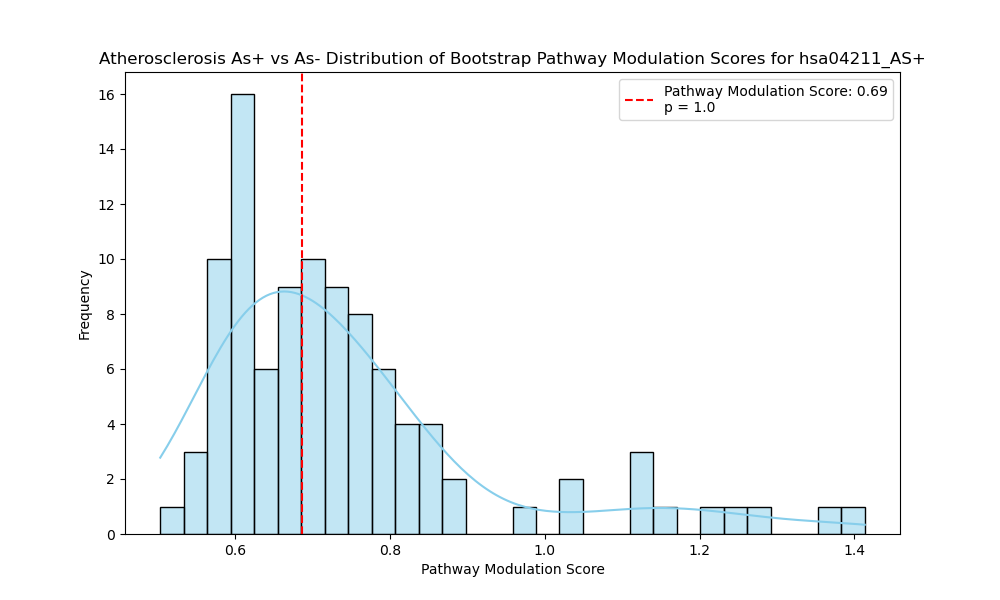 Atherosclerosis As+ vs As- Distribution of Bootstrap Pathway Modulation Scores for hsa04211_AS+
Pathway Modulation Score: 0.69
p = 1.0
16
14
12
10
8
6
4
2
0
Frequency
0.6
0.8
1.0
1.2
1.4
Pathway Modulation Score